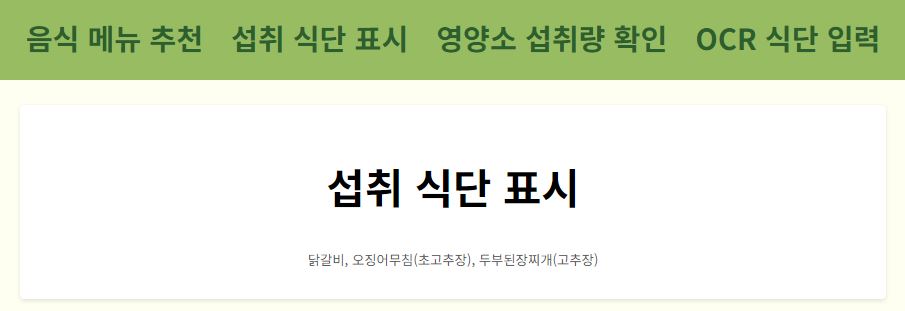 음식 메뉴 추천 섭취 식단 표시 영양소 섭취량 확인 OCR 식단 입력
섭취 식단 표시
닭갈비, 오징어무침(초고추장), 두부된장찌개(고추장)